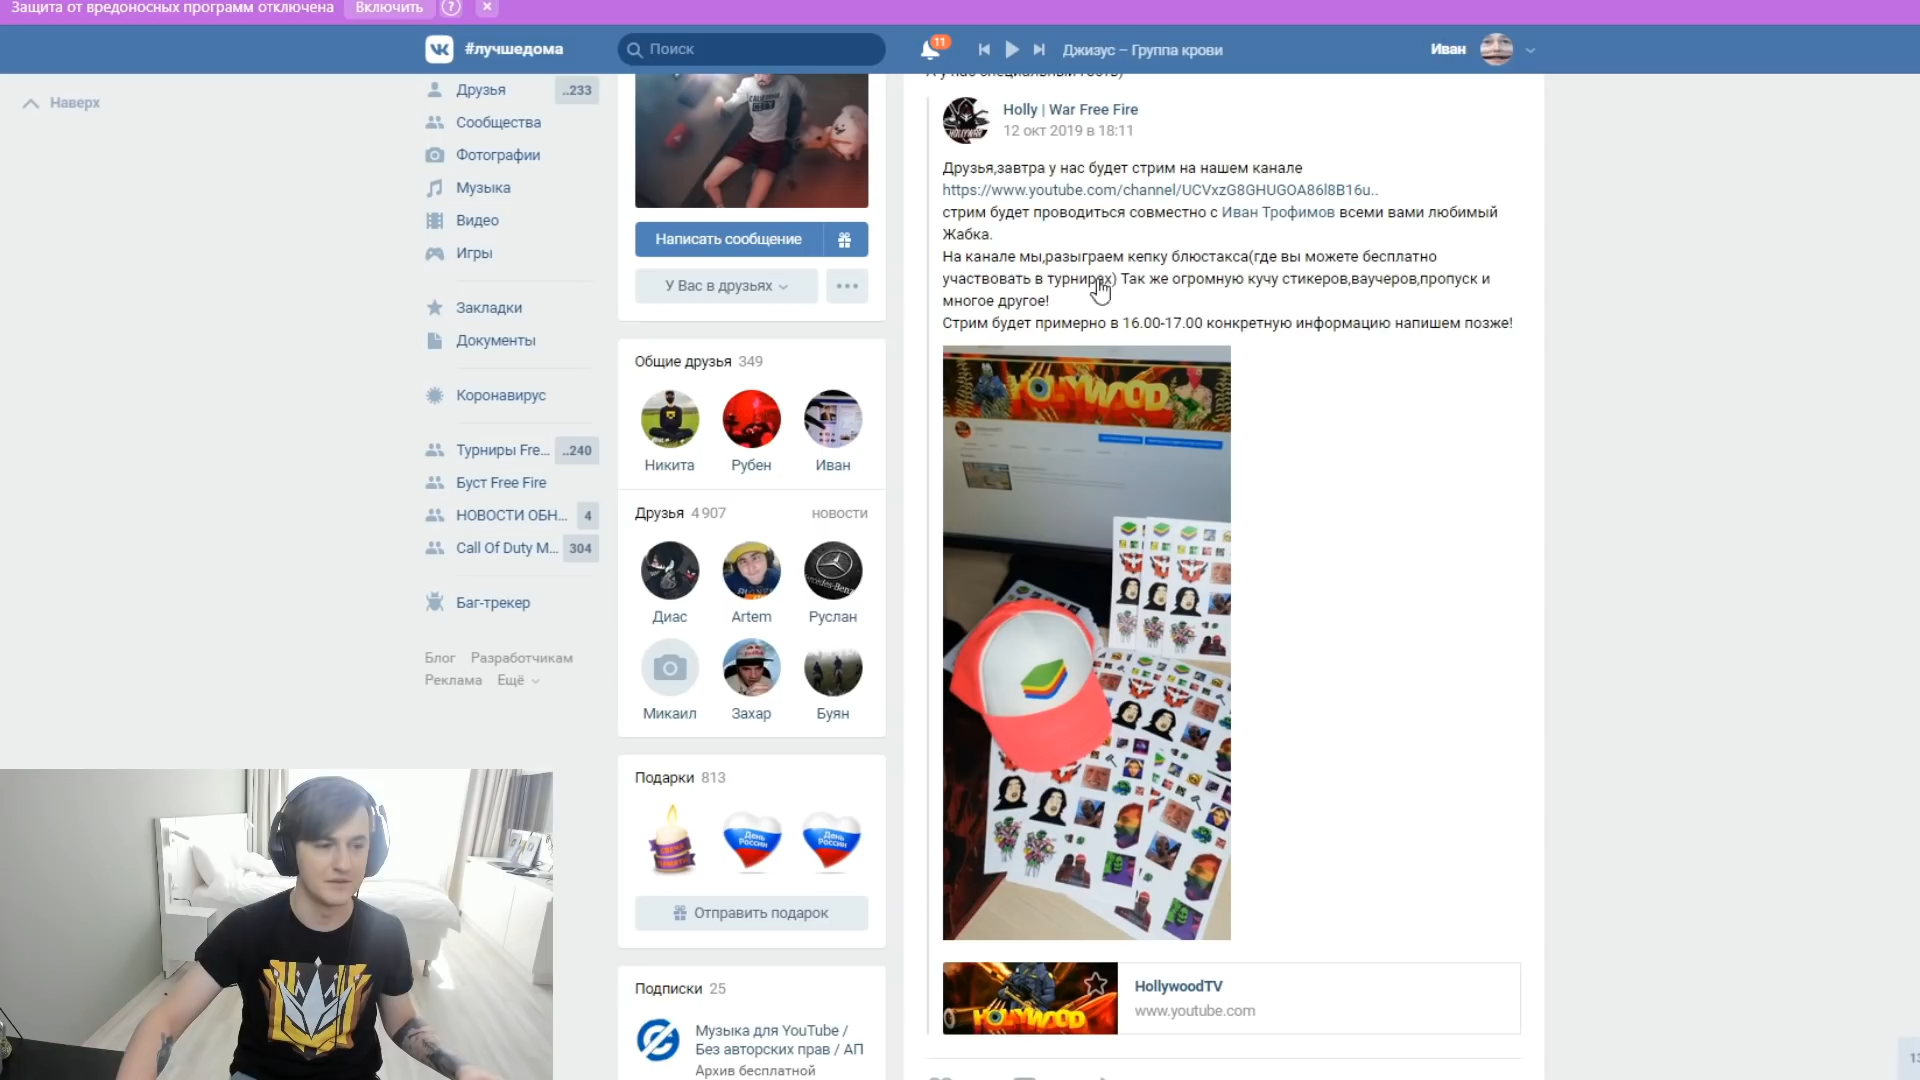 Защита от вредоносных программ отключена
Включить
#лучшедома
Поиск
11
Джизус – Группа крови
Иван
Наверх
Друзья
..233
Сообщества
Фотографии
Музыка
Видео
Игры
Закладки
Документы
Коронавирус
Турниры Fre...
..240
Буст Free Fire
НОВОСТИ ОБН...
4
Call Of Duty M...
304
Баг-трекер
Блог
Разработчикам
Реклама
Ещё
Написать сообщение
У Вас в друзьях
Общие друзья 349
Никита
Рубен
Иван
Друзья 4 907
новости
Диас
Artem
Руслан
Микаил
Захар
Буян
Подарки 813
День России
День России
Отправить подарок
Подписки 25
Музыка для YouTube /
Без авторских прав / АП
Архив бесплатной
Holly | War Free Fire
12 окт 2019 в 18:11
Друзья,завтра у нас будет стрим на нашем канале
https://www.youtube.com/channel/UCVxzG8GHUGOA86l8B16u..
стрим будет проводиться совместно с Иван Трофимов всеми вами любимый
Жабка.
На канале мы,разыграем кепку блюстакса(где вы можете бесплатно
участвовать в турнирах) Так же огромную кучу стикеров,ваучеров,пропуск и
многое другое!
Стрим будет примерно в 16.00-17.00 конкретную информацию напишем позже!
HollywoodTV
www.youtube.com